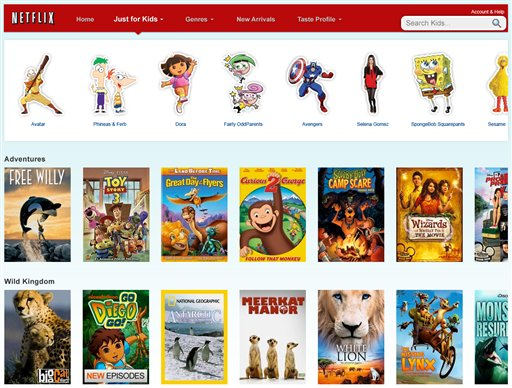 NETFLIX
Home
Just for Kids
Genres
New Arrivals
Taste Profile
Account & Help
Search Kids...
Avatar
Phineas & Ferb
Dora
Fairly OddParents
Avengers
Selena Gomez
SpongeBob Squarepants
Sesame
Adventures
FREE WILLY
TOY STORY 3
THE LAND BEFORE TIME
Great Day of the Flyers
Curious George 2
FOLLOW THAT MONKEY
SCOOBY-DOO!
CAMP SCARE
Wizards
OF WAVERLY PLACE
THE MOVIE
Wild Kingdom
big cat
GO DIEGO GO!
NEW EPISODES
NATIONAL GEOGRAPHIC
ANTARCTIC
MEERKAT MANOR
WHITE LION
LYNX
MONS
RESUR